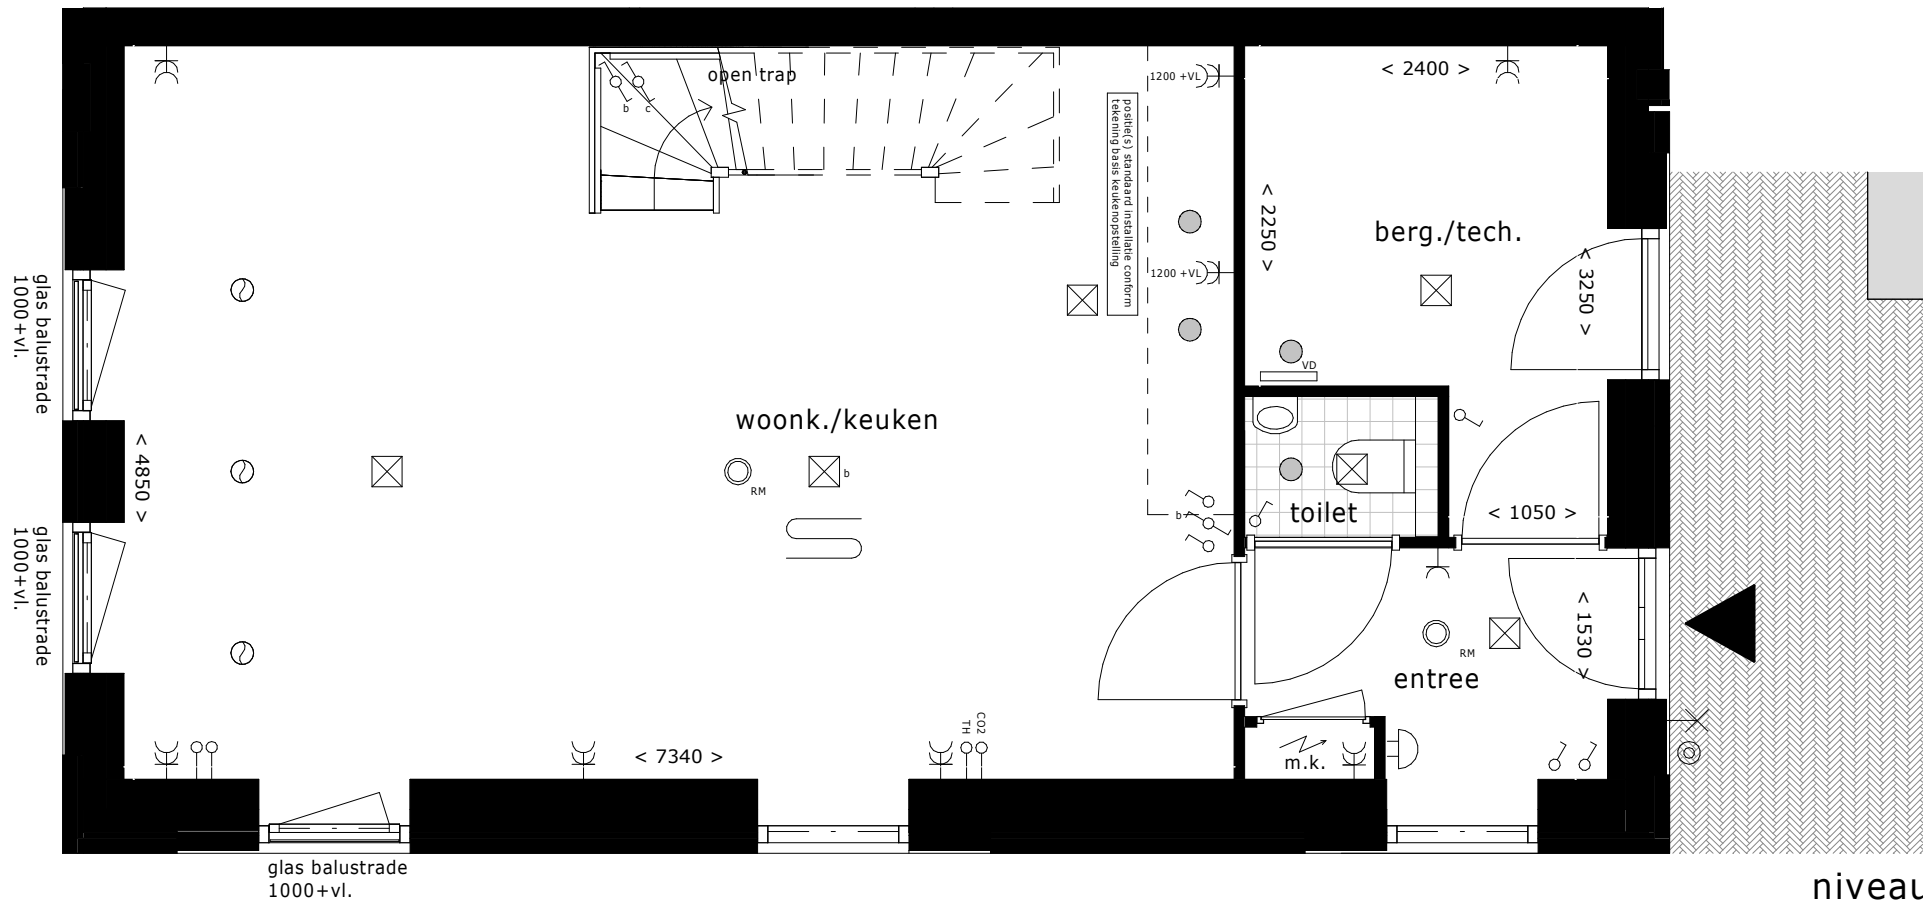 open trap
b
c
1200 +VL
< 2400 >
positie(s) standaard installatie conform
tekening basis keukenopstelling
< 2250 >
berg./tech.
1200 +VL
< 3250 >
glas balustrade
1000+vl.
VD
woonk./keuken
< 4850 >
RM
b
b
toilet
< 1050 >
glas balustrade
1000+vl.
< 1530 >
RM
entree
CO2
TH
< 7340 >
m.k.
glas balustrade
1000+vl.
niveau